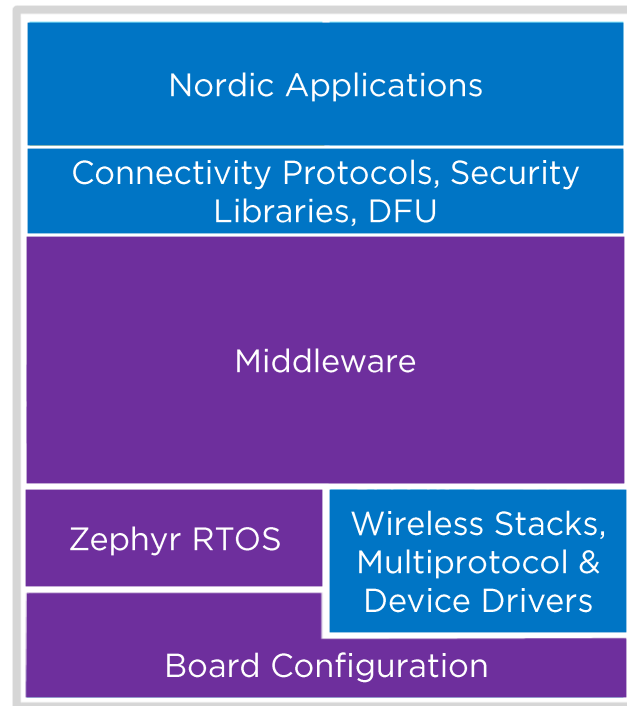 Nordic Applications
Connectivity Protocols, Security
Libraries, DFU
Middleware
Zephyr RTOS
Wireless Stacks,
Multiprotocol &
Device Drivers
Board Configuration